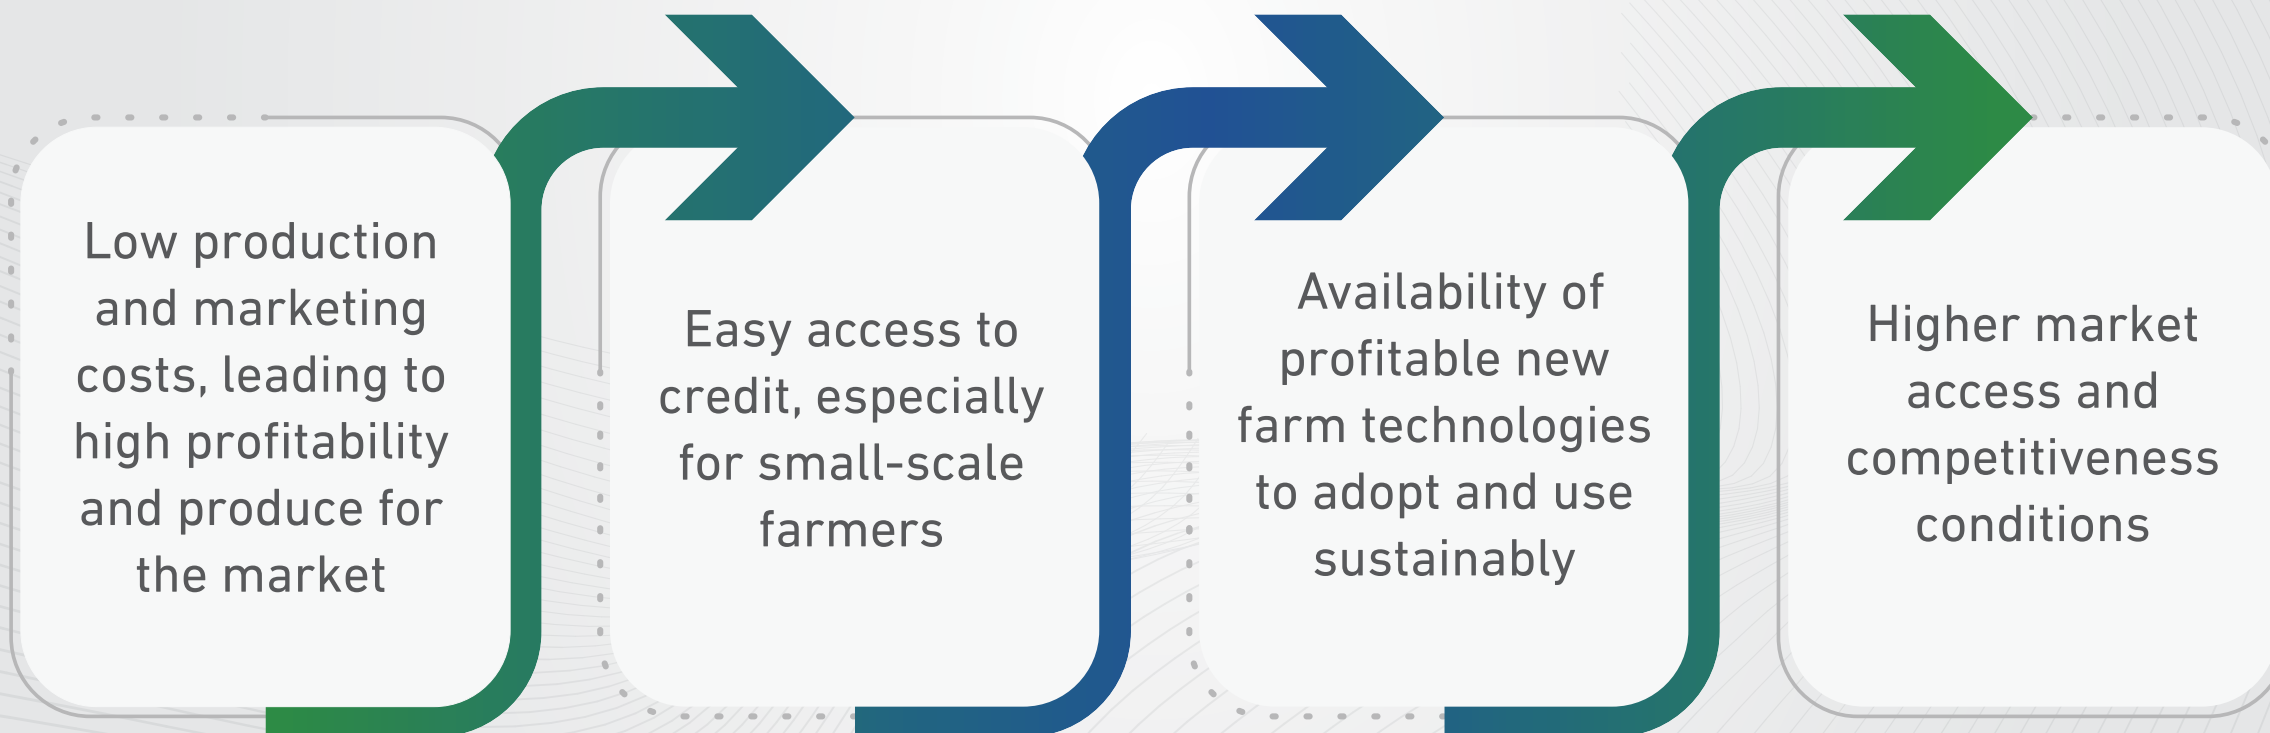 Low production
and marketing
costs, leading to
high profitability
and produce for
the market
Easy access to
credit, especially
for small-scale
farmers
Availability of
profitable new
farm technologies
to adopt and use
sustainably
Higher market
access and
competitiveness
conditions